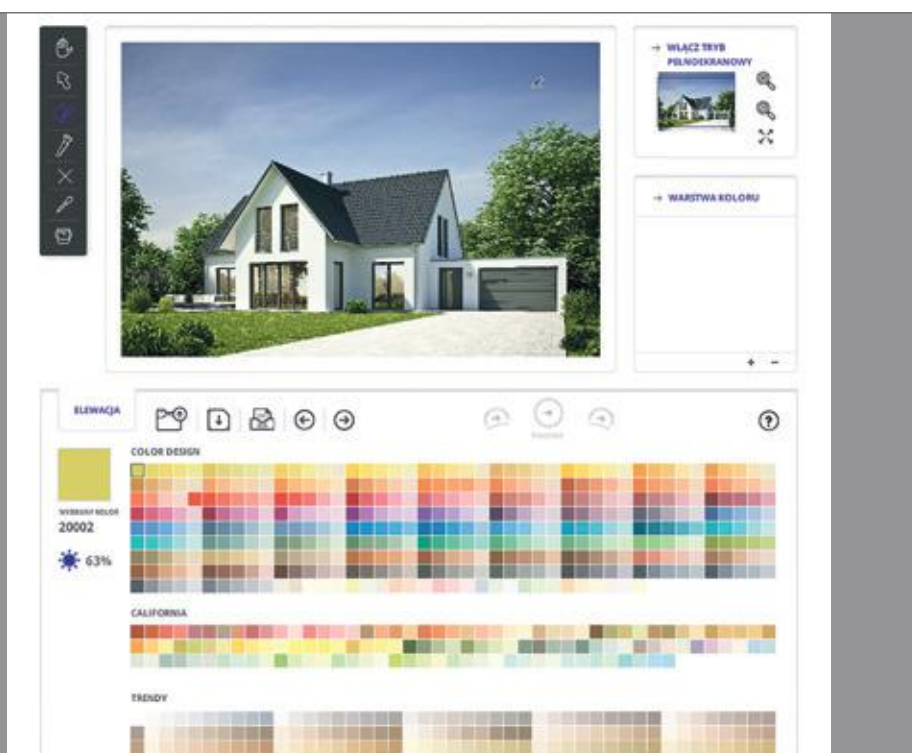 WŁĄCZ TRYB
PEŁNOEKRANOWY
WARSTWA KOLORU
+ −
ELEWACJA
?
COLOR DESIGN
WYBRANY KOLOR
20002
63%
CALIFORNIA
TRENDY